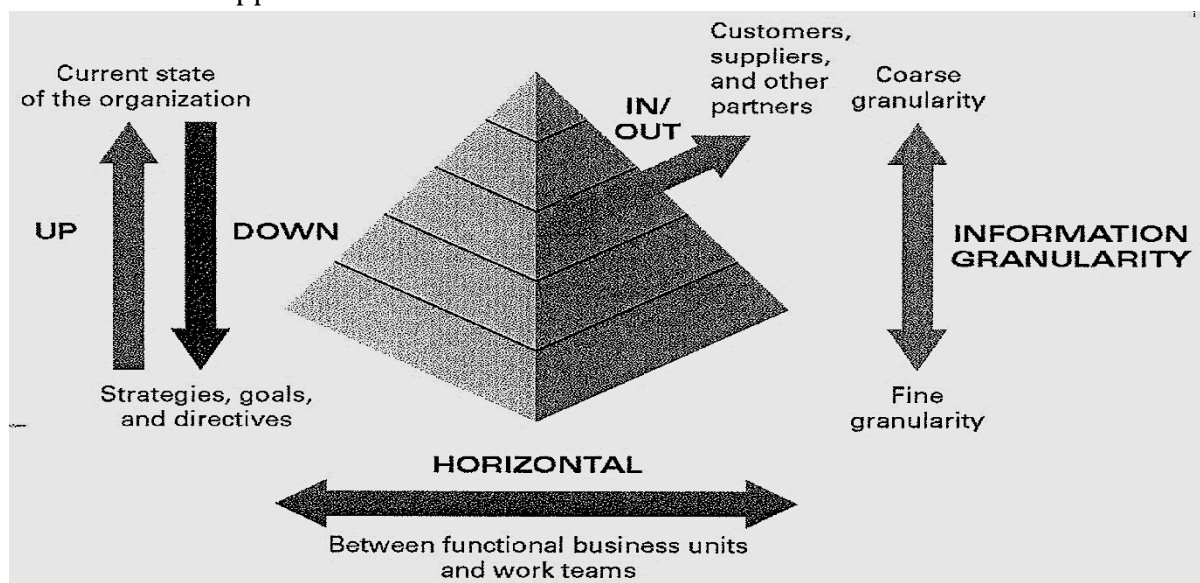 Current state
of the organization
UP
DOWN
Strategies, goals,
and directives
IN/
OUT
Customers,
suppliers,
and other
partners
Coarse
granularity
INFORMATION
GRANULARITY
Fine
granularity
HORIZONTAL
Between functional business units
and work teams